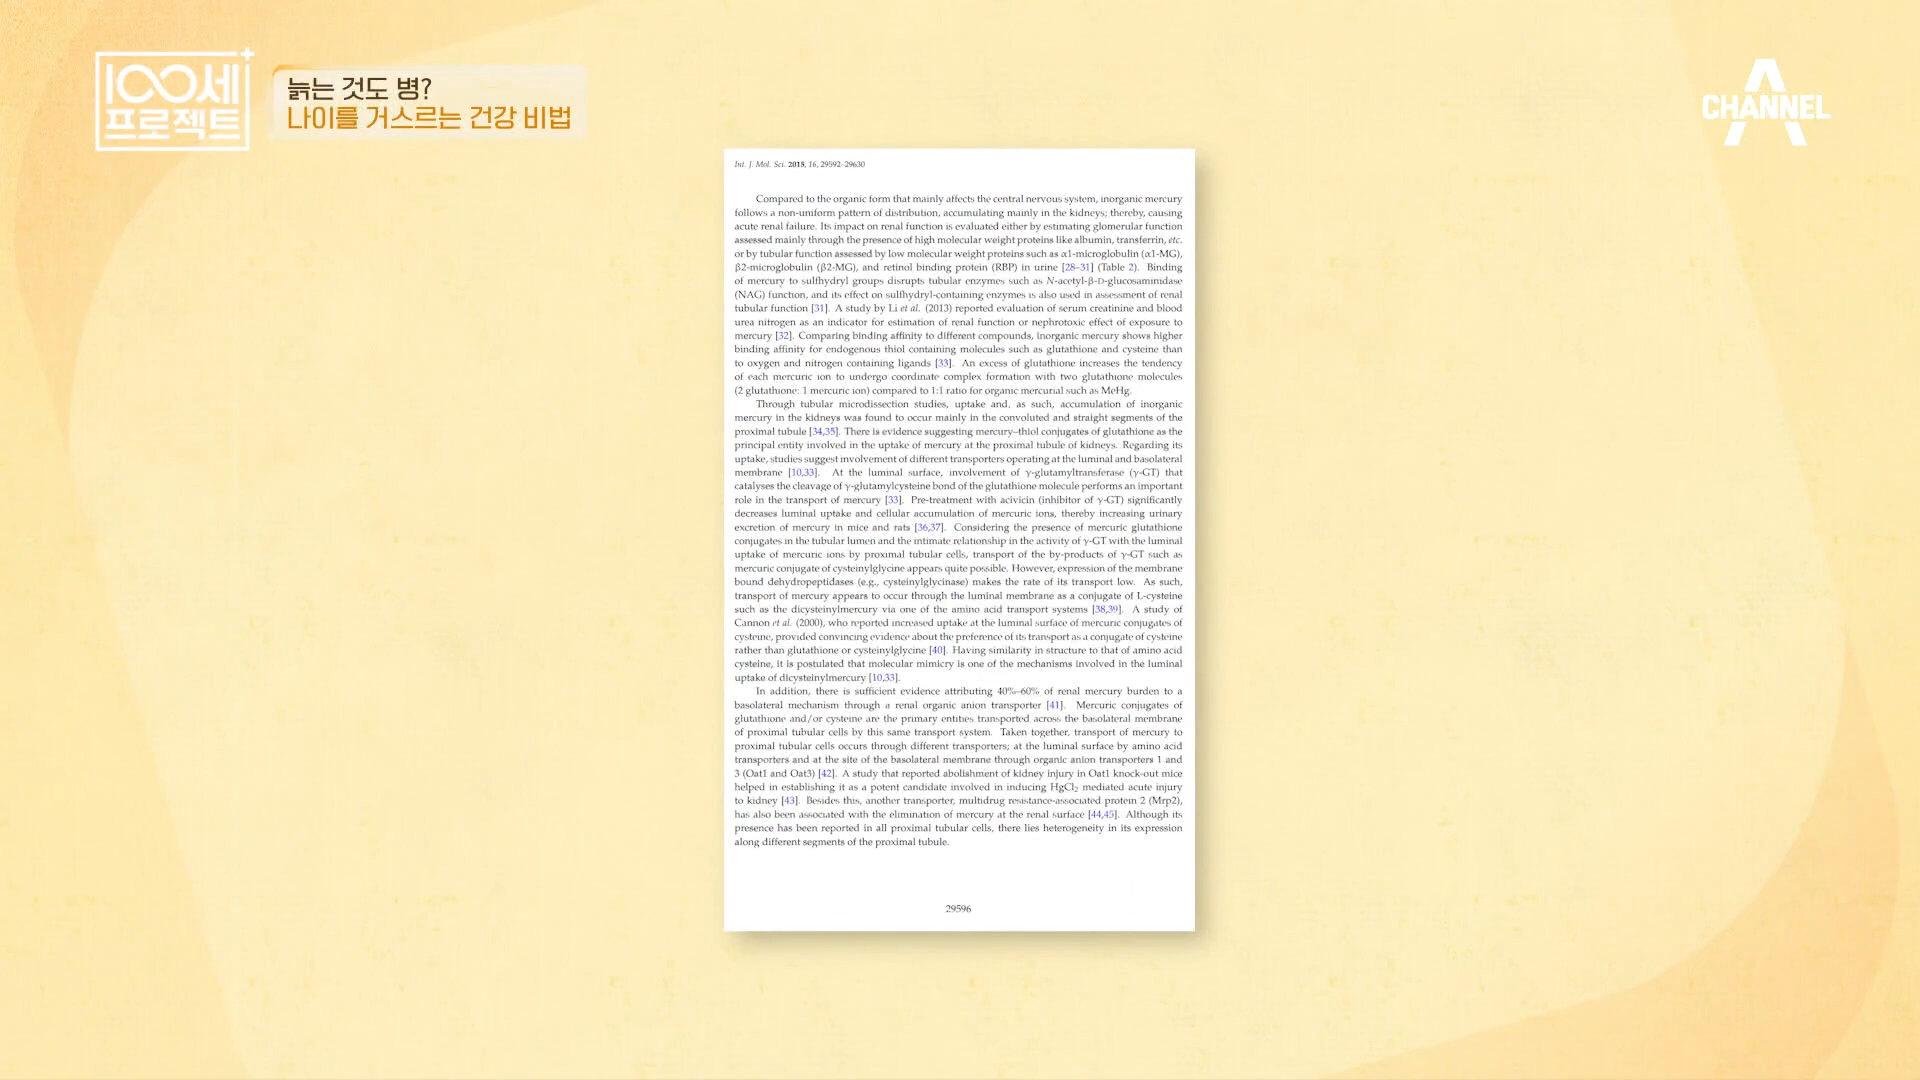 100세+
프로젝트
늙는 것도 병?
나이를 거스르는 건강 비법
CHANNEL A
Int. J. Mol. Sci. 2015, 16, 29592–29630
Compared to the organic form that mainly affects the central nervous system, inorganic mercury
follows a non-uniform pattern of distribution, accumulating mainly in the kidneys; thereby, causing
acute renal failure. Its impact on renal function is evaluated either by estimating glomerular function
assessed mainly through the presence of high molecular weight proteins like albumin, transferrin, etc.
or by tubular function assessed by low molecular weight proteins such as α1-microglobulin (α1-MG),
β2-microglobulin (β2-MG), and retinol binding protein (RBP) in urine [28–31] (Table 2). Binding
of mercury to sulfhydryl groups disrupts tubular enzymes such as N-acetyl-β-D-glucosaminidase
(NAG) function, and its effect on sulfhydryl-containing enzymes is also used in assessment of renal
tubular function [31]. A study by Li et al. (2013) reported evaluation of serum creatinine and blood
urea nitrogen as an indicator for estimation of renal function or nephrotoxic effect of exposure to
mercury [32]. Comparing binding affinity to different compounds, inorganic mercury shows higher
binding affinity for endogenous thiol containing molecules such as glutathione and cysteine than
to oxygen and nitrogen containing ligands [33]. An excess of glutathione increases the tendency
of each mercuric ion to undergo coordinate complex formation with two glutathione molecules
(2 glutathione: 1 mercuric ion) compared to 1:1 ratio for organic mercurial such as MeHg.
Through tubular microdissection studies, uptake and, as such, accumulation of inorganic
mercury in the kidneys was found to occur mainly in the convoluted and straight segments of the
proximal tubule [34,35]. There is evidence suggesting mercury–thiol conjugates of glutathione as the
principal entity involved in the uptake of mercury at the proximal tubule of kidneys. Regarding its
uptake, studies suggest involvement of different transporters operating at the luminal and basolateral
membrane [10,33]. At the luminal surface, involvement of γ-glutamyltransferase (γ-GT) that
catalyses the cleavage of γ-glutamylcysteine bond of the glutathione molecule performs an important
role in the transport of mercury [33]. Pre-treatment with acivicin (inhibitor of γ-GT) significantly
decreases luminal uptake and cellular accumulation of mercuric ions, thereby increasing urinary
excretion of mercury in mice and rats [36,37]. Considering the presence of mercuric glutathione
conjugates in the tubular lumen and the intimate relationship in the activity of γ-GT with the luminal
uptake of mercuric ions by proximal tubular cells, transport of the by-products of γ-GT such as
mercuric conjugate of cysteinylglycine appears quite possible. However, expression of the membrane
bound dehydropeptidases (e.g., cysteinylglycinase) makes the rate of its transport low. As such,
transport of mercury appears to occur through the luminal membrane as a conjugate of L-cysteine
such as the dicysteinylmercury via one of the amino acid transport systems [38,39]. A study of
Cannon et al. (2000), who reported increased uptake at the luminal surface of mercuric conjugates of
cysteine, provided convincing evidence about the preference of its transport as a conjugate of cysteine
rather than glutathione or cysteinylglycine [40]. Having similarity in structure to that of amino acid
cysteine, it is postulated that molecular mimicry is one of the mechanisms involved in the luminal
uptake of dicysteinylmercury [10,33].
In addition, there is sufficient evidence attributing 40%–60% of renal mercury burden to a
basolateral mechanism through a renal organic anion transporter [41]. Mercuric conjugates of
glutathione and/or cysteine are the primary entities transported across the basolateral membrane
of proximal tubular cells by this same transport system. Taken together, transport of mercury to
proximal tubular cells occurs through different transporters; at the luminal surface by amino acid
transporters and at the site of the basolateral membrane through organic anion transporters 1 and
3 (Oat1 and Oat3) [42]. A study that reported abolishment of kidney injury in Oat1 knock-out mice
helped in establishing it as a potent candidate involved in inducing HgCl₂ mediated acute injury
to kidney [43]. Besides this, another transporter, multidrug resistance-associated protein 2 (Mrp2),
has also been associated with the elimination of mercury at the renal surface [44,45]. Although its
presence has been reported in all proximal tubular cells, there lies heterogeneity in its expression
along different segments of the proximal tubule.
29596